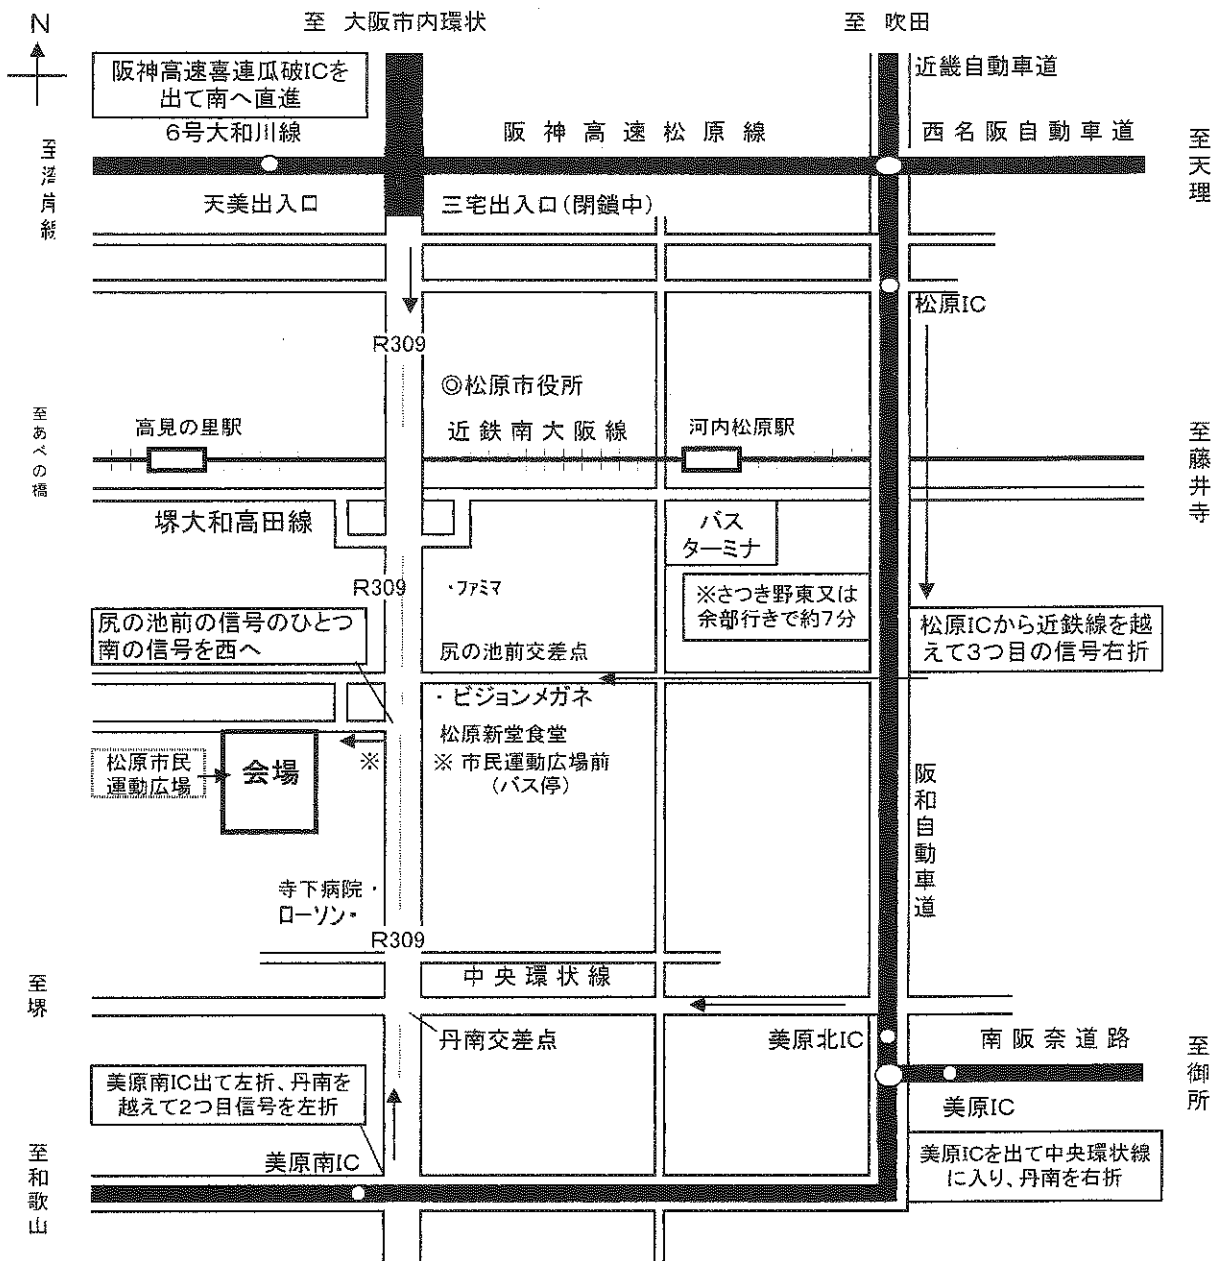 N
至 大阪市内環状
至 吹田
阪神高速喜連瓜破ICを
出て南へ直進
近畿自動車道
6号大和川線
阪神高速松原線
西名阪自動車道
至天理
至湾岸線
天美出入口
三宅出入口(閉鎖中)
松原IC
R309
◎松原市役所
至あべの橋
高見の里駅
近鉄南大阪線
河内松原駅
至藤井寺
堺大和高田線
バス
ターミナ
R309
・ファミマ
※さつき野東又は
余部行きで約7分
尻の池前の信号のひとつ
南の信号を西へ
尻の池前交差点
松原ICから近鉄線を越
えて3つ目の信号右折
・ビジョンメガネ
松原新堂食堂
※ 市民運動広場前
(バス停)
※
松原市民
運動広場
会場
阪和自動車道
寺下病院・
ローソン・
R309
中央環状線
至堺
丹南交差点
美原北IC
南阪奈道路
至御所
美原IC
美原南IC出て左折、丹南を
越えて2つ目信号を左折
美原南IC
美原ICを出て中央環状線
に入り、丹南を右折
至和歌山